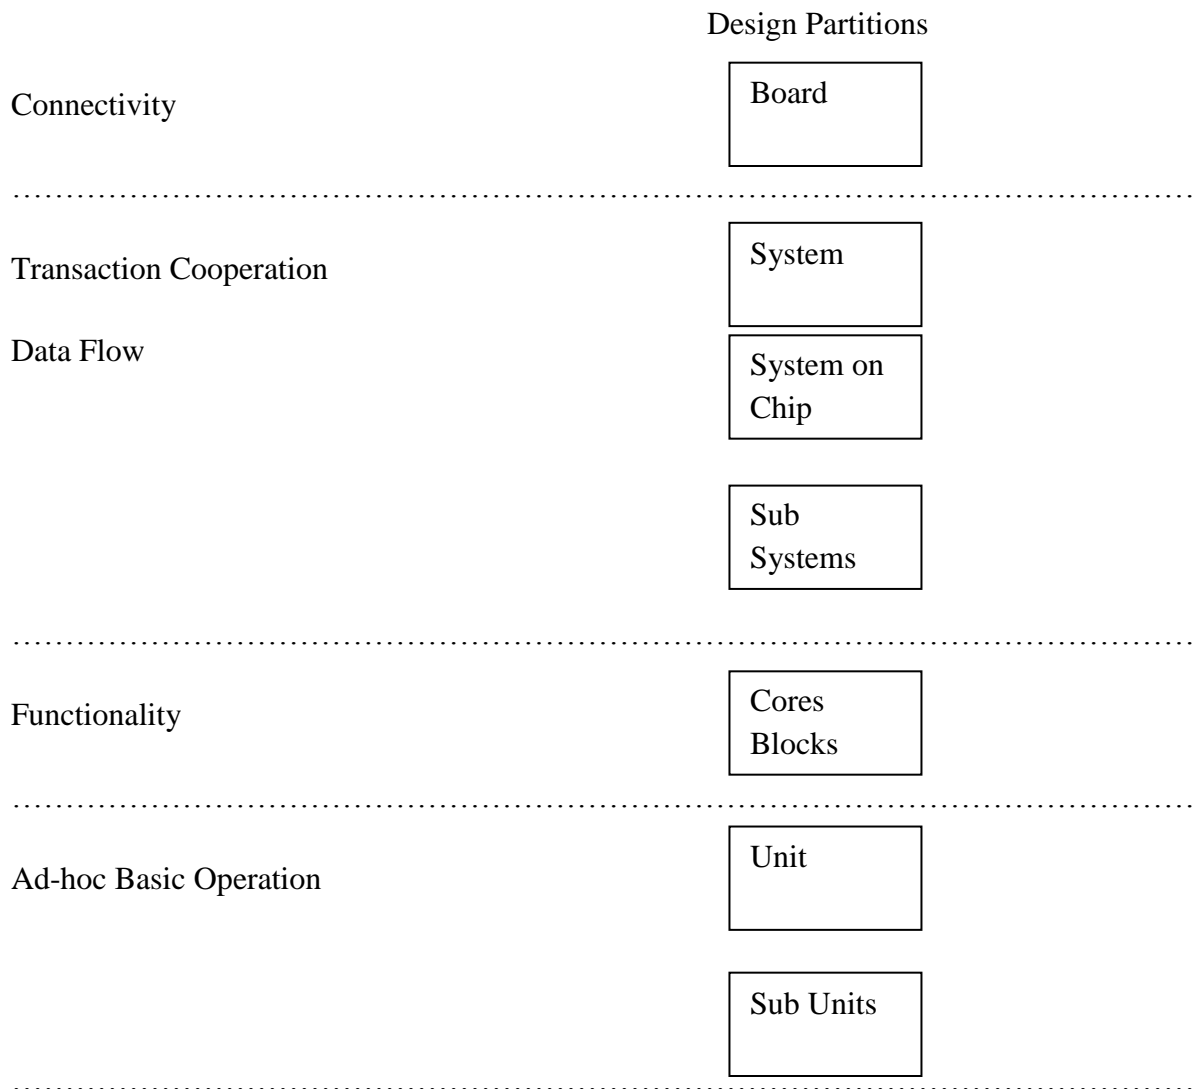 Design Partitions
Connectivity
Board
Transaction Cooperation
System
Data Flow
System on
Chip
Sub
Systems
Functionality
Cores
Blocks
Ad-hoc Basic Operation
Unit
Sub Units